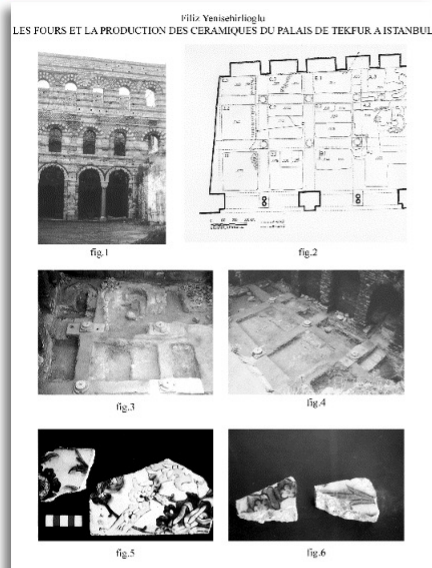 Filiz Yenisehirlioglu
LES FOURS ET LA PRODUCTION DES CERAMIQUES DU PALAIS DE TEKFUR A ISTANBUL
fig.1
fig.2
fig.3
fig.4
fig.5
fig.6